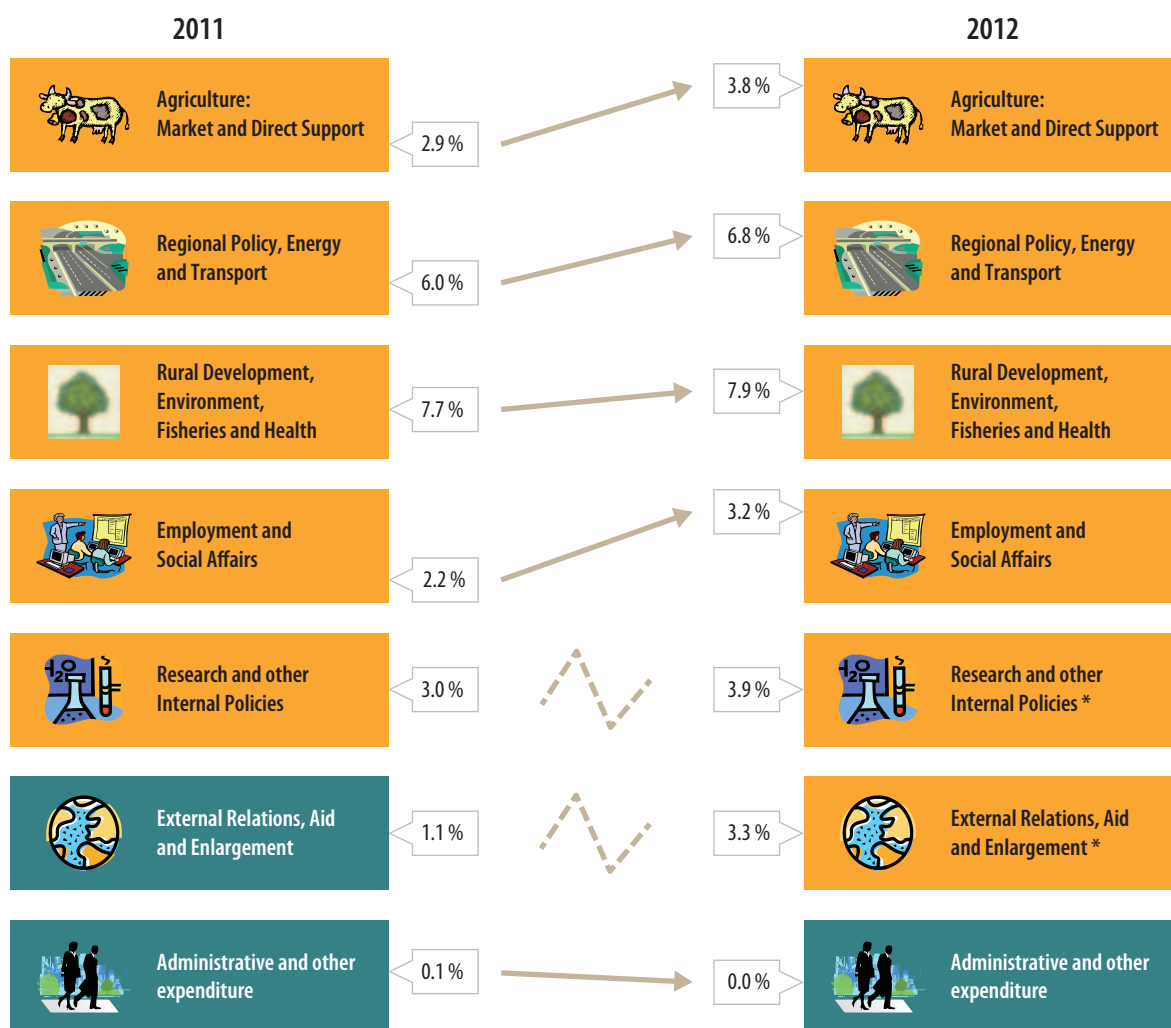 2011
2012
Agriculture:
Market and Direct Support
2.9 %
3.8 %
Agriculture:
Market and Direct Support
Regional Policy, Energy
and Transport
6.0 %
6.8 %
Regional Policy, Energy
and Transport
Rural Development,
Environment,
Fisheries and Health
7.7 %
7.9 %
Rural Development,
Environment,
Fisheries and Health
Employment and
Social Affairs
2.2 %
3.2 %
Employment and
Social Affairs
H2O
Research and other
Internal Policies
3.0 %
3.9 %
H2O
Research and other
Internal Policies *
External Relations, Aid
and Enlargement
1.1 %
3.3 %
External Relations, Aid
and Enlargement *
Administrative and other
expenditure
0.1 %
0.0 %
Administrative and other
expenditure